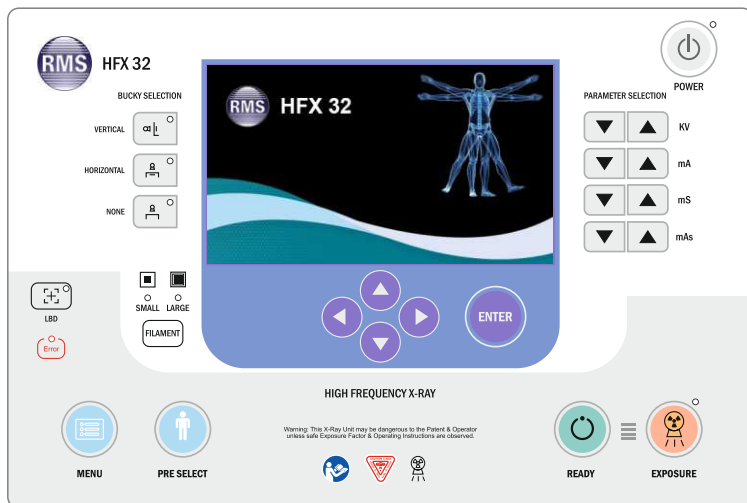 RMS HFX 32
BUCKY SELECTION
VERTICAL
HORIZONTAL
NONE
RMS HFX 32
POWER
PARAMETER SELECTION
KV
mA
mS
mAs
LBD
Error
SMALL LARGE
FILAMENT
ENTER
HIGH FREQUENCY X-RAY
Warning: This X-Ray Unit may be dangerous to the Patent & Operator
unless safe Exposure Factor & Operating Instructions are observed.
MENU
PRE SELECT
READY
EXPOSURE